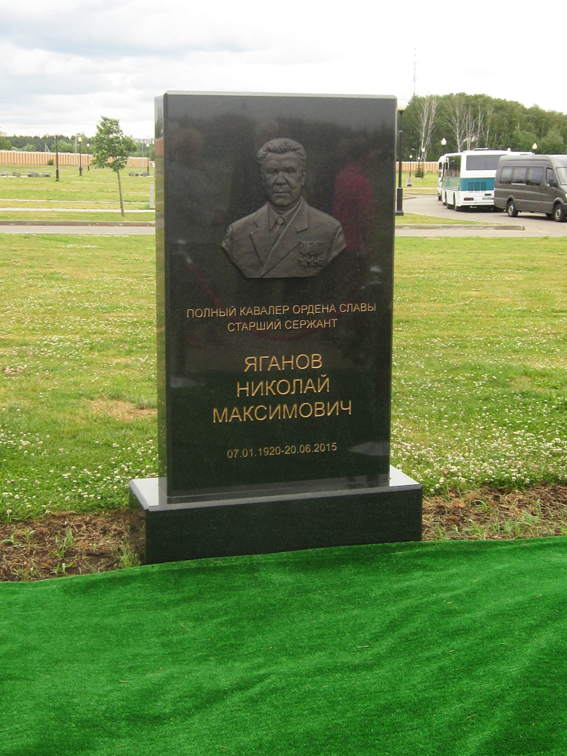 ПОЛНЫЙ КАВАЛЕР ОРДЕНА СЛАВЫ
СТАРШИЙ СЕРЖАНТ
ЯГАНОВ
НИКОЛАЙ
МАКСИМОВИЧ
07.01.1920-20.06.2015